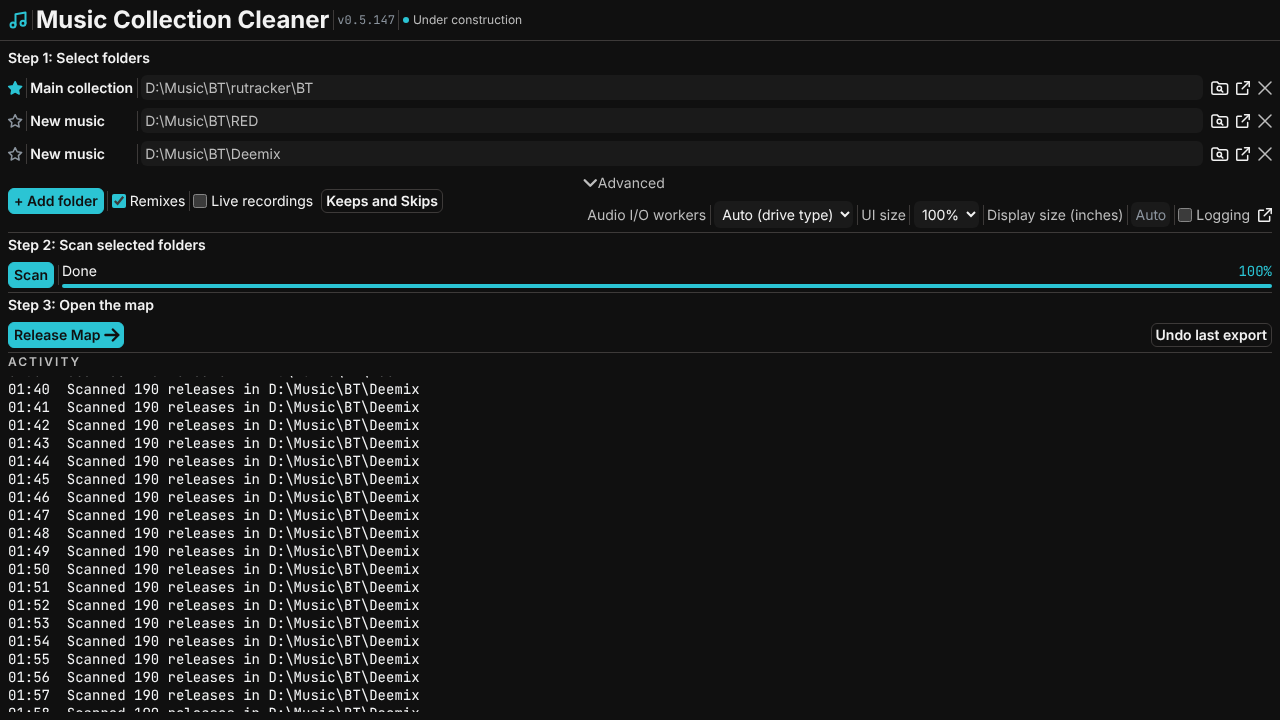 Music Collection Cleaner v0.5.147 Under construction
Step 1: Select folders
Main collection D:\Music\BT\rutracker\BT
New music D:\Music\BT\RED
New music D:\Music\BT\Deemix
Advanced
+ Add folder Remixes Live recordings Keeps and Skips
Audio I/O workers Auto (drive type) UI size 100% Display size (inches) Auto Logging
Step 2: Scan selected folders
Scan Done 100%
Step 3: Open the map
Release Map Undo last export
ACTIVITY
01:40 Scanned 190 releases in D:\Music\BT\Deemix
01:41 Scanned 190 releases in D:\Music\BT\Deemix
01:42 Scanned 190 releases in D:\Music\BT\Deemix
01:43 Scanned 190 releases in D:\Music\BT\Deemix
01:44 Scanned 190 releases in D:\Music\BT\Deemix
01:45 Scanned 190 releases in D:\Music\BT\Deemix
01:46 Scanned 190 releases in D:\Music\BT\Deemix
01:47 Scanned 190 releases in D:\Music\BT\Deemix
01:48 Scanned 190 releases in D:\Music\BT\Deemix
01:49 Scanned 190 releases in D:\Music\BT\Deemix
01:50 Scanned 190 releases in D:\Music\BT\Deemix
01:51 Scanned 190 releases in D:\Music\BT\Deemix
01:52 Scanned 190 releases in D:\Music\BT\Deemix
01:53 Scanned 190 releases in D:\Music\BT\Deemix
01:54 Scanned 190 releases in D:\Music\BT\Deemix
01:55 Scanned 190 releases in D:\Music\BT\Deemix
01:56 Scanned 190 releases in D:\Music\BT\Deemix
01:57 Scanned 190 releases in D:\Music\BT\Deemix
01:58 Scanned 190 releases in D:\Music\BT\Deemix